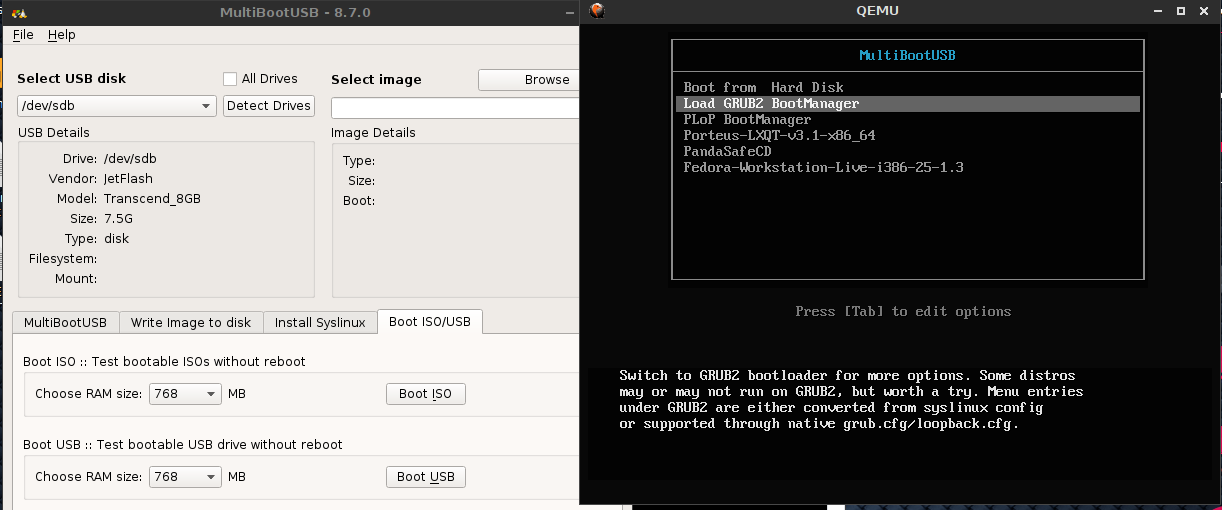 MultiBootUSB - 8.7.0
File Help
Select USB disk
All Drives
/dev/sdb
Detect Drives
USB Details
Drive: /dev/sdb
Vendor: JetFlash
Model: Transcend_8GB
Size: 7.5G
Type: disk
Filesystem:
Mount:
Select image
Browse
Image Details
Type:
Size:
Boot:
MultiBootUSB
Write Image to disk
Install Syslinux
Boot ISO/USB
Boot ISO :: Test bootable ISOs without reboot
Choose RAM size: 768 MB
Boot ISO
Boot USB :: Test bootable USB drive without reboot
Choose RAM size: 768 MB
Boot USB
QEMU
MultiBootUSB
Boot from  Hard Disk
Load GRUB2 BootManager
PLoP BootManager
Porteus-LXQT-v3.1-x86_64
PandaSafeCD
Fedora-Workstation-Live-i386-25-1.3
Press [Tab] to edit options
Switch to GRUB2 bootloader for more options. Some distros
may or may not run on GRUB2, but worth a try. Menu entries
under GRUB2 are either converted from syslinux config
or supported through native grub.cfg/loopback.cfg.